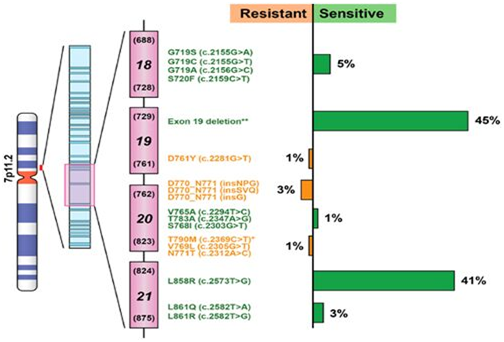 Resistant Sensitive
7p11.2
(688)
18
(728)
G719S (c.2155G>A)
G719C (c.2155G>T)
G719A (c.2156G>C)
S720F (c.2159C>T)
5%
(729)
19
(761)
Exon 19 deletion**
45%
D761Y (c.2281G>T)
1%
(762)
20
(823)
D770_N771 (insNPG)
D770_N771 (insSVQ)
D770_N771 (insG)
3%
V765A (c.2294T>C)
T783A (c.2347A>G)
S768I (c.2303G>T)
1%
T790M (c.2369C>T)*
V769L (c.2305G>T)
N771T (c.2312A>C)
1%
(824)
21
(875)
L858R (c.2573T>G)
41%
L861Q (c.2582T>A)
L861R (c.2582T>G)
3%